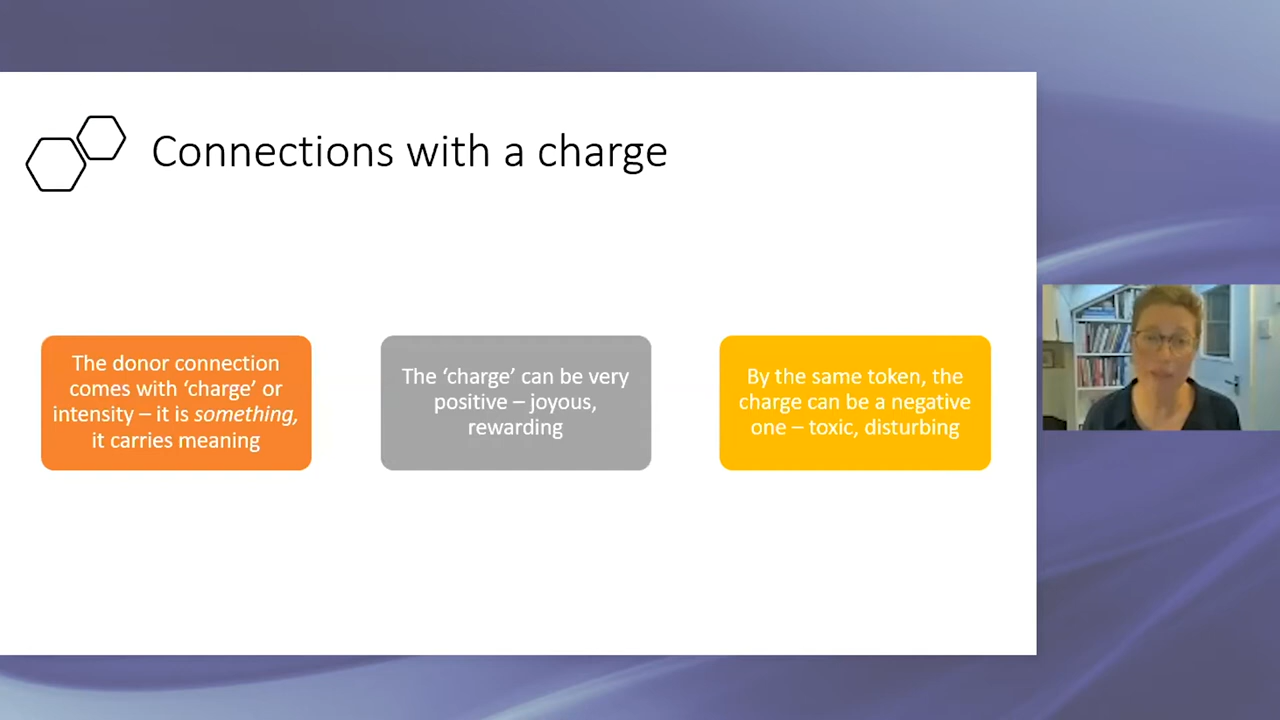 Connections with a charge
The donor connection
comes with ‘charge’ or
intensity – it is something,
it carries meaning
The ‘charge’ can be very
positive – joyous,
rewarding
By the same token, the
charge can be a negative
one – toxic, disturbing